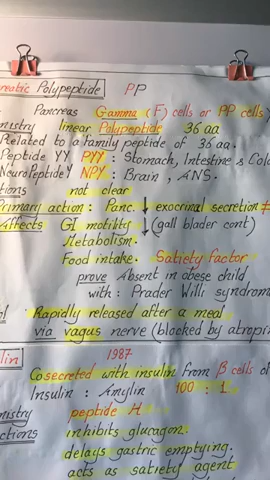 reatic Polypeptide PP
Pancreas Gamma (F) cells or PP cells
mistry linear Polypeptide 36 aa
Related to a family peptide of 36 aa.
Peptide YY PYY : Stomach, Intestine & Colo
NeuroPeptide Y NPY : Brain, ANS.
tions not clear
Primary action : Panc. ↓ exocrinal secretion ≠
Affects GI motility ↓ (gall blader cont)
Metabolism.
Food intake. Satiety factor
prove Absent in obese child
with : Prader Willi syndrom
Rapidly released after a meal
via vagus nerve (blocked by atropi
lin 1987
Cosecreted with insulin from β cells of
Insulin : Amylin 100 : 1
mistry peptide H
ctions inhibits glucagon.
delays gastric emptying.
acts as satiety agent